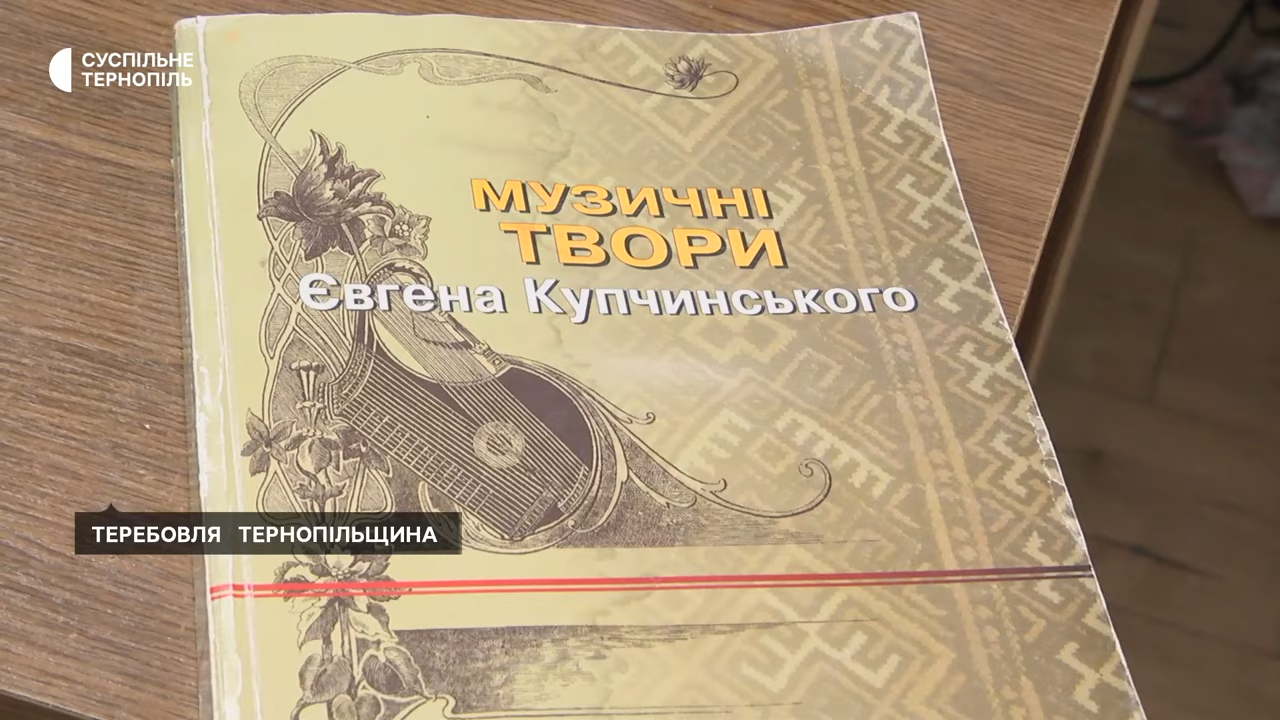 СУСПІЛЬНЕ
ТЕРНОПІЛЬ
МУЗИЧНІ
ТВОРИ
Євгена Купчинського
ТЕРЕБОВЛЯ ТЕРНОПІЛЬЩИНА